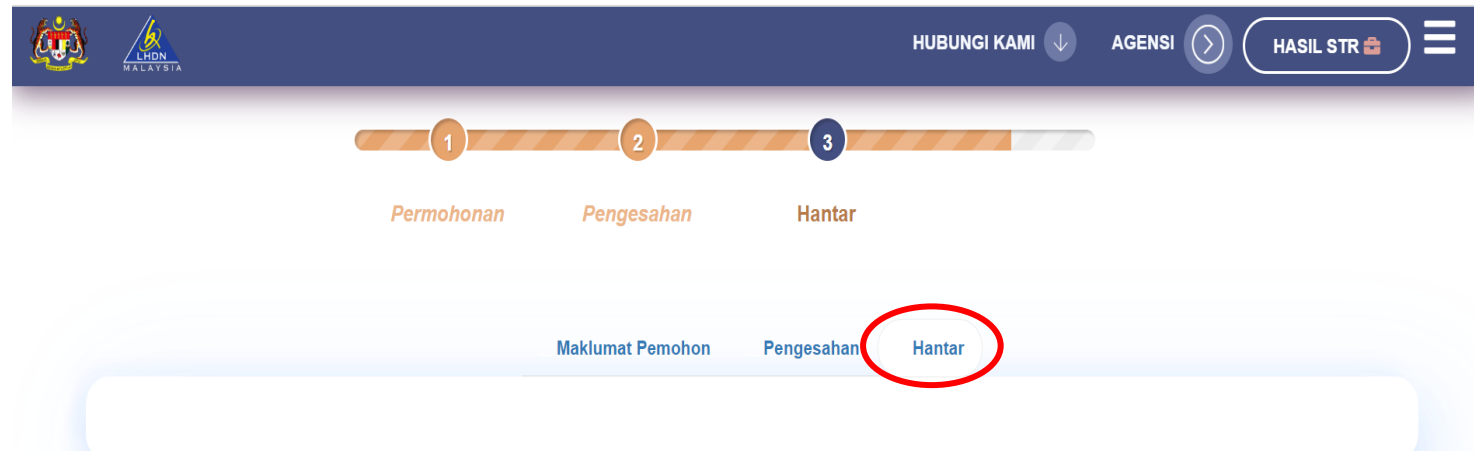 LHDN
MALAYSIA
HUBUNGI KAMI
AGENSI
HASIL STR
1
2
3
Permohonan
Pengesahan
Hantar
Maklumat Pemohon
Pengesahan
Hantar